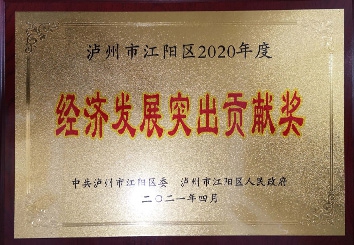 泸州市江阳区2020年度
经济发展突出贡献奖
中共泸州市江阳区委 泸州市江阳区人民政府
二〇二一年四月